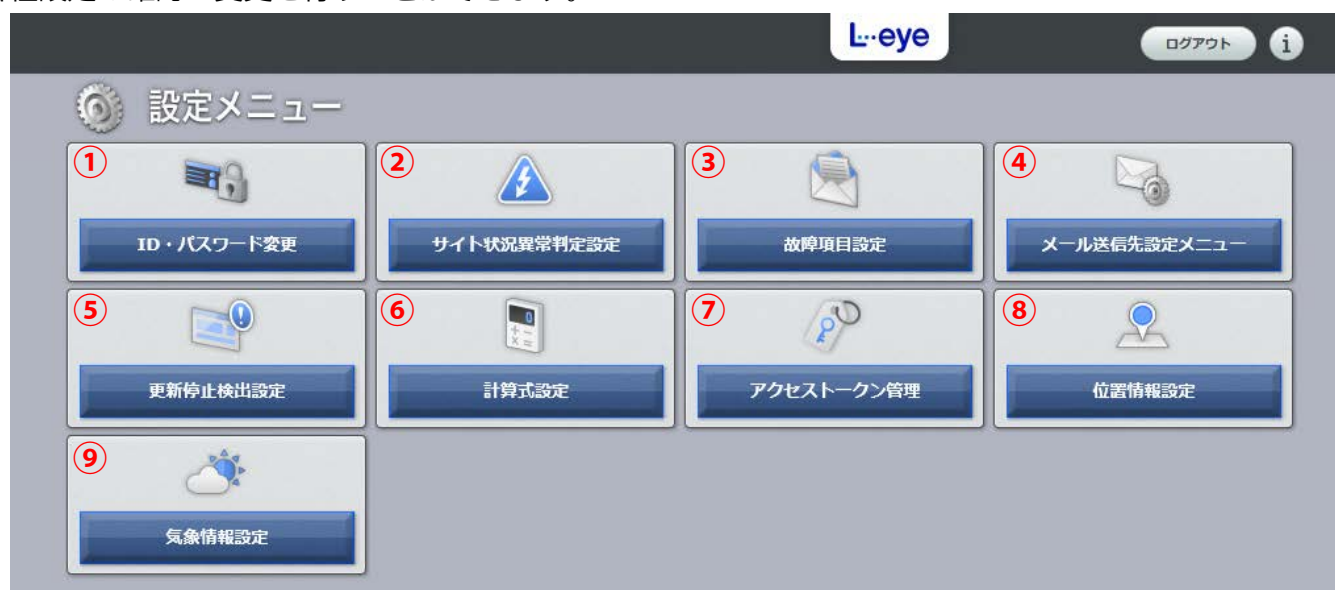 L…eye
ログアウト i
設定メニュー
① ② ③ ④
ID・パスワード変更 サイト状況異常判定設定 故障項目設定 メール送信先設定メニュー
⑤ ⑥ ⑦ ⑧
更新停止検出設定 計算式設定 アクセストークン管理 位置情報設定
⑨
気象情報設定